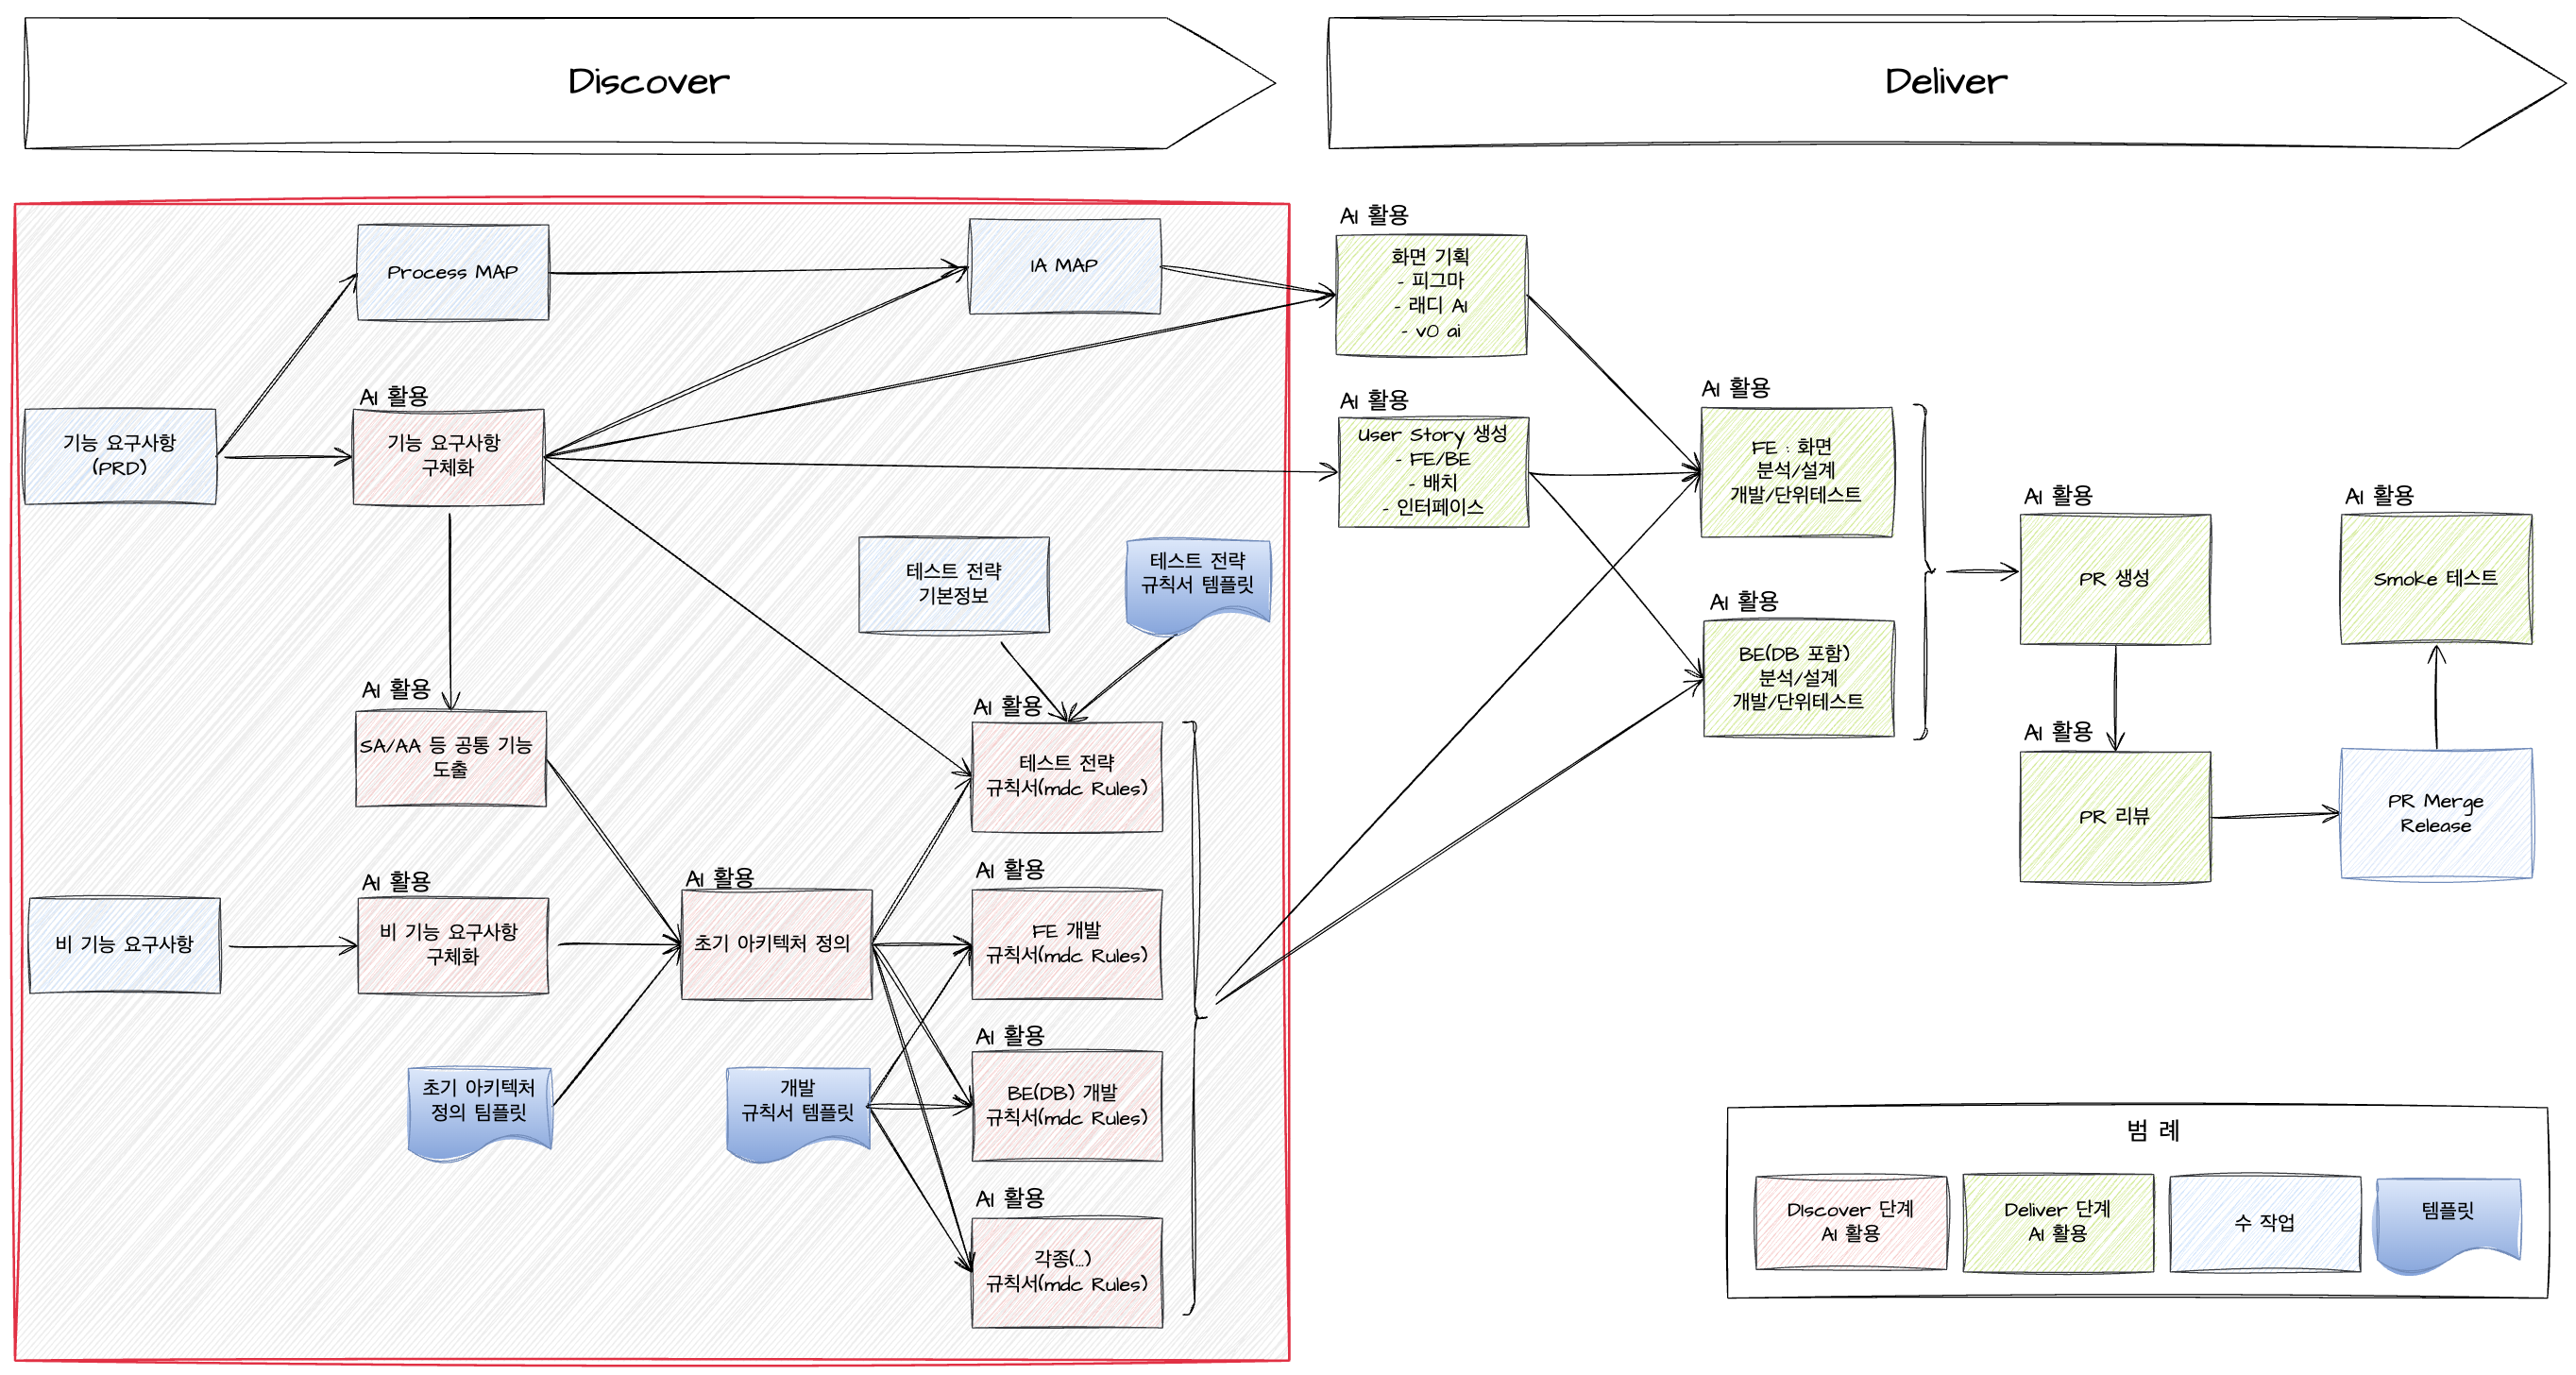 Discover
Deliver
AI 활용
화면 기획
- 피그마
- 래디 AI
- v0 ai
Process MAP
IA MAP
AI 활용
기능 요구사항
(PRD)
기능 요구사항
구체화
AI 활용
User Story 생성
- FE/BE
- 배치
- 인터페이스
AI 활용
FE : 화면
분석/설계
개발/단위테스트
테스트 전략
기본정보
테스트 전략
규칙서 템플릿
AI 활용
PR 생성
AI 활용
Smoke 테스트
AI 활용
BE(DB 포함)
분석/설계
개발/단위테스트
AI 활용
SA/AA 등 공통 기능
도출
AI 활용
테스트 전략
규칙서(mdc Rules)
AI 활용
PR 리뷰
PR Merge
Release
비 기능 요구사항
AI 활용
비 기능 요구사항
구체화
AI 활용
초기 아키텍처 정의
AI 활용
FE 개발
규칙서(mdc Rules)
초기 아키텍처
정의 팀플릿
개발
규칙서 템플릿
AI 활용
BE(DB) 개발
규칙서(mdc Rules)
AI 활용
각종(...)
규칙서(mdc Rules)
범 례
DIscover 단계
AI 활용
Deliver 단계
AI 활용
수 작업
템플릿